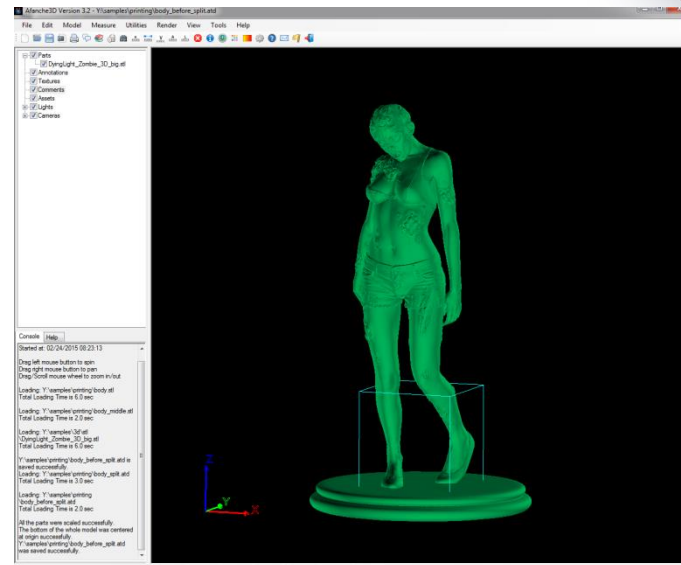 Afanche3D Version 3.2 - Y:\samples\printing\body_before_split.atd
File Edit Model Measure Utilities Render View Tools Help
Parts
DyingLight_Zombie_3D_big.stl
Annotations
Textures
Comments
Assets
Lights
Cameras
Console Help
Started at: 02/24/2015 08:23:13
Drag left mouse button to spin
Drag right mouse button to pan
Drag/Scroll mouse wheel to zoom in/out
Loading: Y:\samples\printing\body.stl
Total Loading Time is 6.0 sec
Loading: Y:\samples\printing\body_middle.stl
Total Loading Time is 2.0 sec
Loading: Y:\samples\3d\stl
\DyingLight_Zombie_3D_big.stl
Total Loading Time is 6.0 sec
Y:\samples\printing\body_before_split.atd is
saved successfully.
Loading: Y:\samples\printing\body_split.atd
Total Loading Time is 3.0 sec
Loading: Y:\samples\printing
\body_before_split.atd
Total Loading Time is 2.0 sec
All the parts were scaled successfully.
The bottom of the whole model was centered
at origin successfully.
Y:\samples\printing\body_before_split.atd
was saved successfully.
Z
Y
X